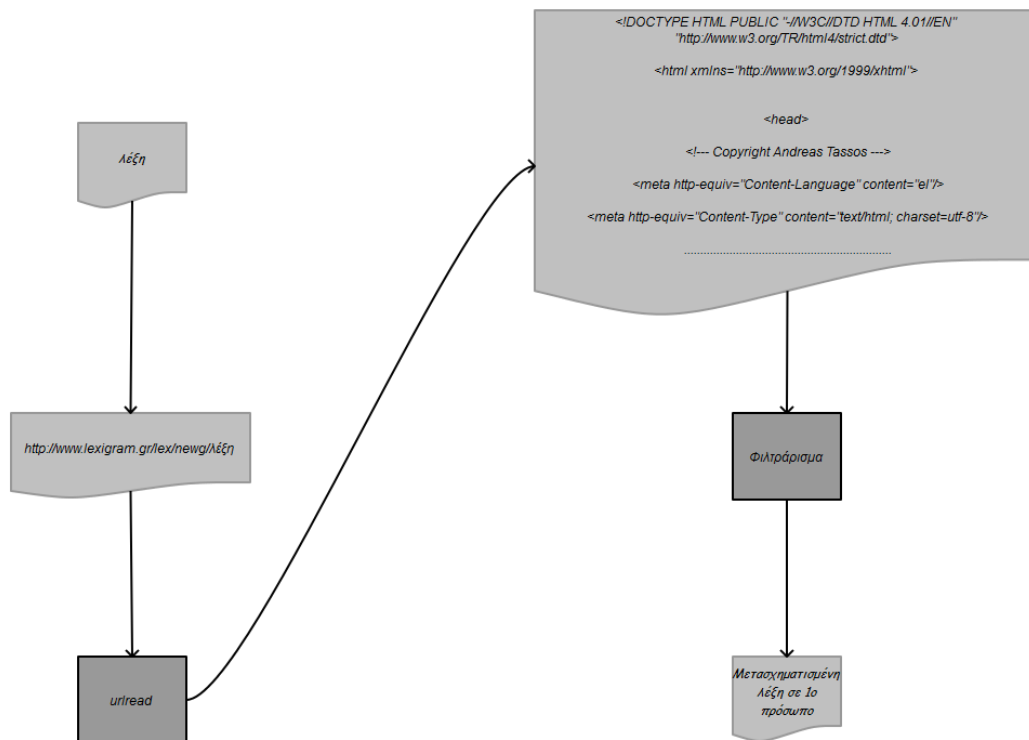 λέξη
http://www.lexigram.gr/lex/newg/λέξη
urlread
<!DOCTYPE HTML PUBLIC "-//W3C//DTD HTML 4.01//EN"
"http://www.w3.org/TR/html4/strict.dtd">
<html xmlns="http://www.w3.org/1999/xhtml">
<head>
<!--- Copyright Andreas Tassos --->
<meta http-equiv="Content-Language" content="el"/>
<meta http-equiv="Content-Type" content="text/html; charset=utf-8"/>
....................................................................
Φιλτράρισμα
Μετασχηματισμένη
λέξη σε 1ο
πρόσωπο